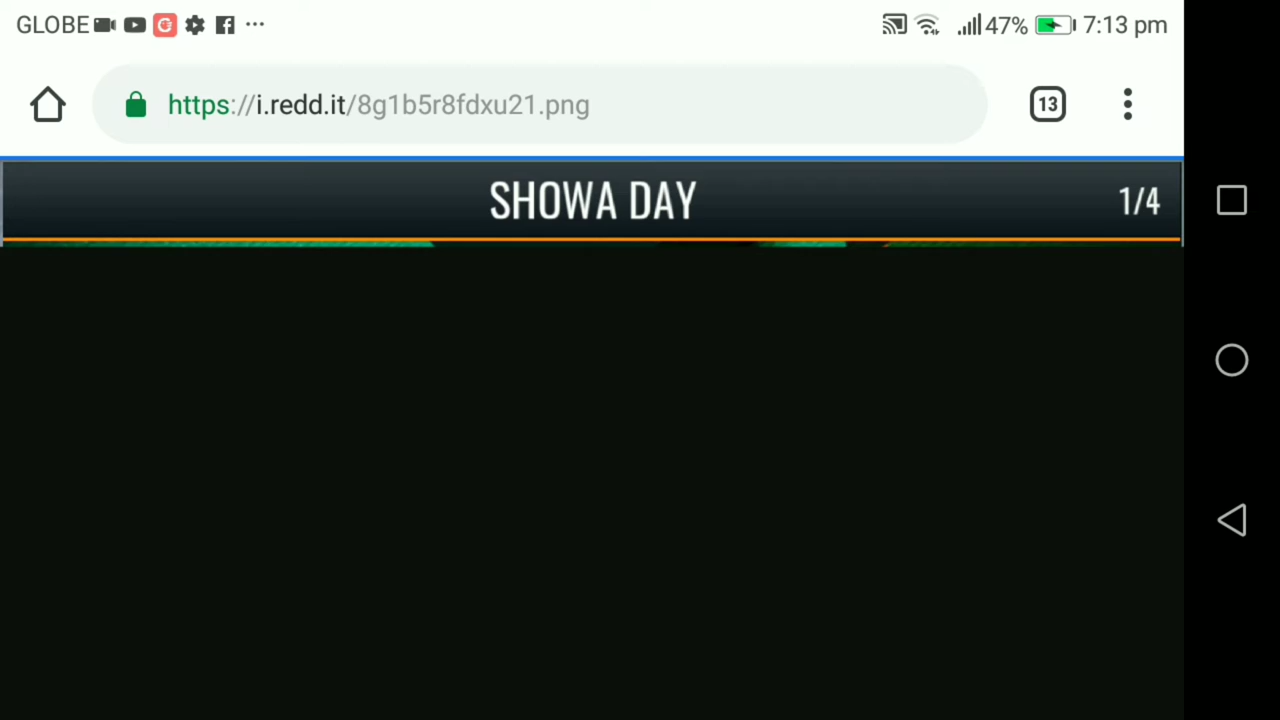 GLOBE 47% 7:13 pm
https://i.redd.it/8g1b5r8fdxu21.png 13
SHOWA DAY 1/4